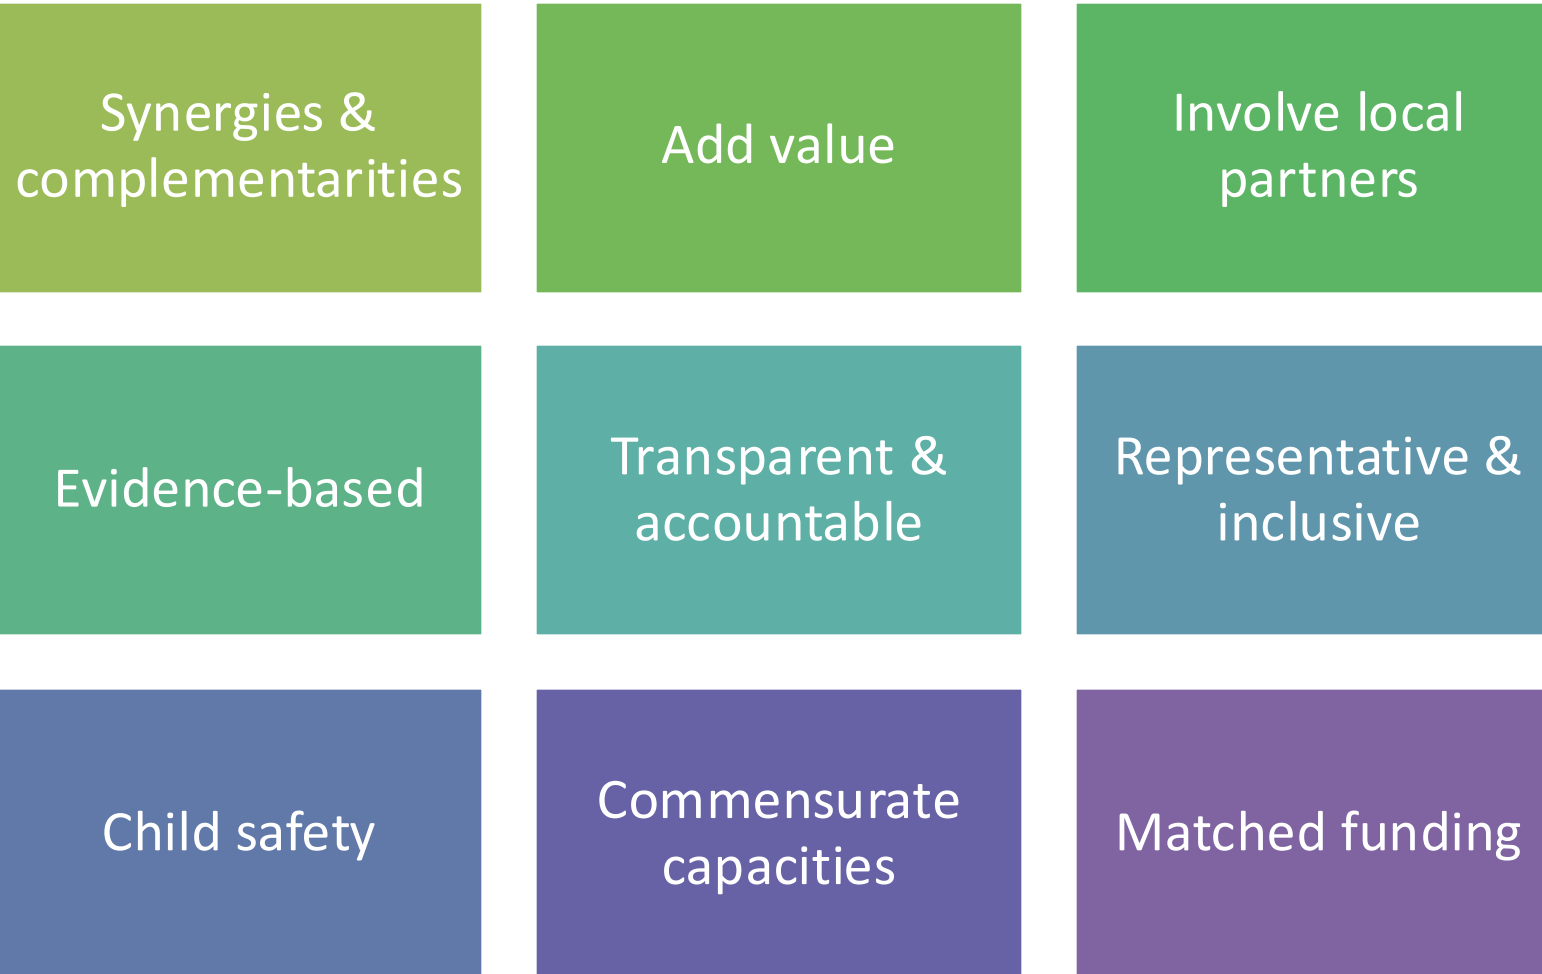 Synergies &
complementarities
Add value
Involve local
partners
Evidence-based
Transparent &
accountable
Representative &
inclusive
Child safety
Commensurate
capacities
Matched funding